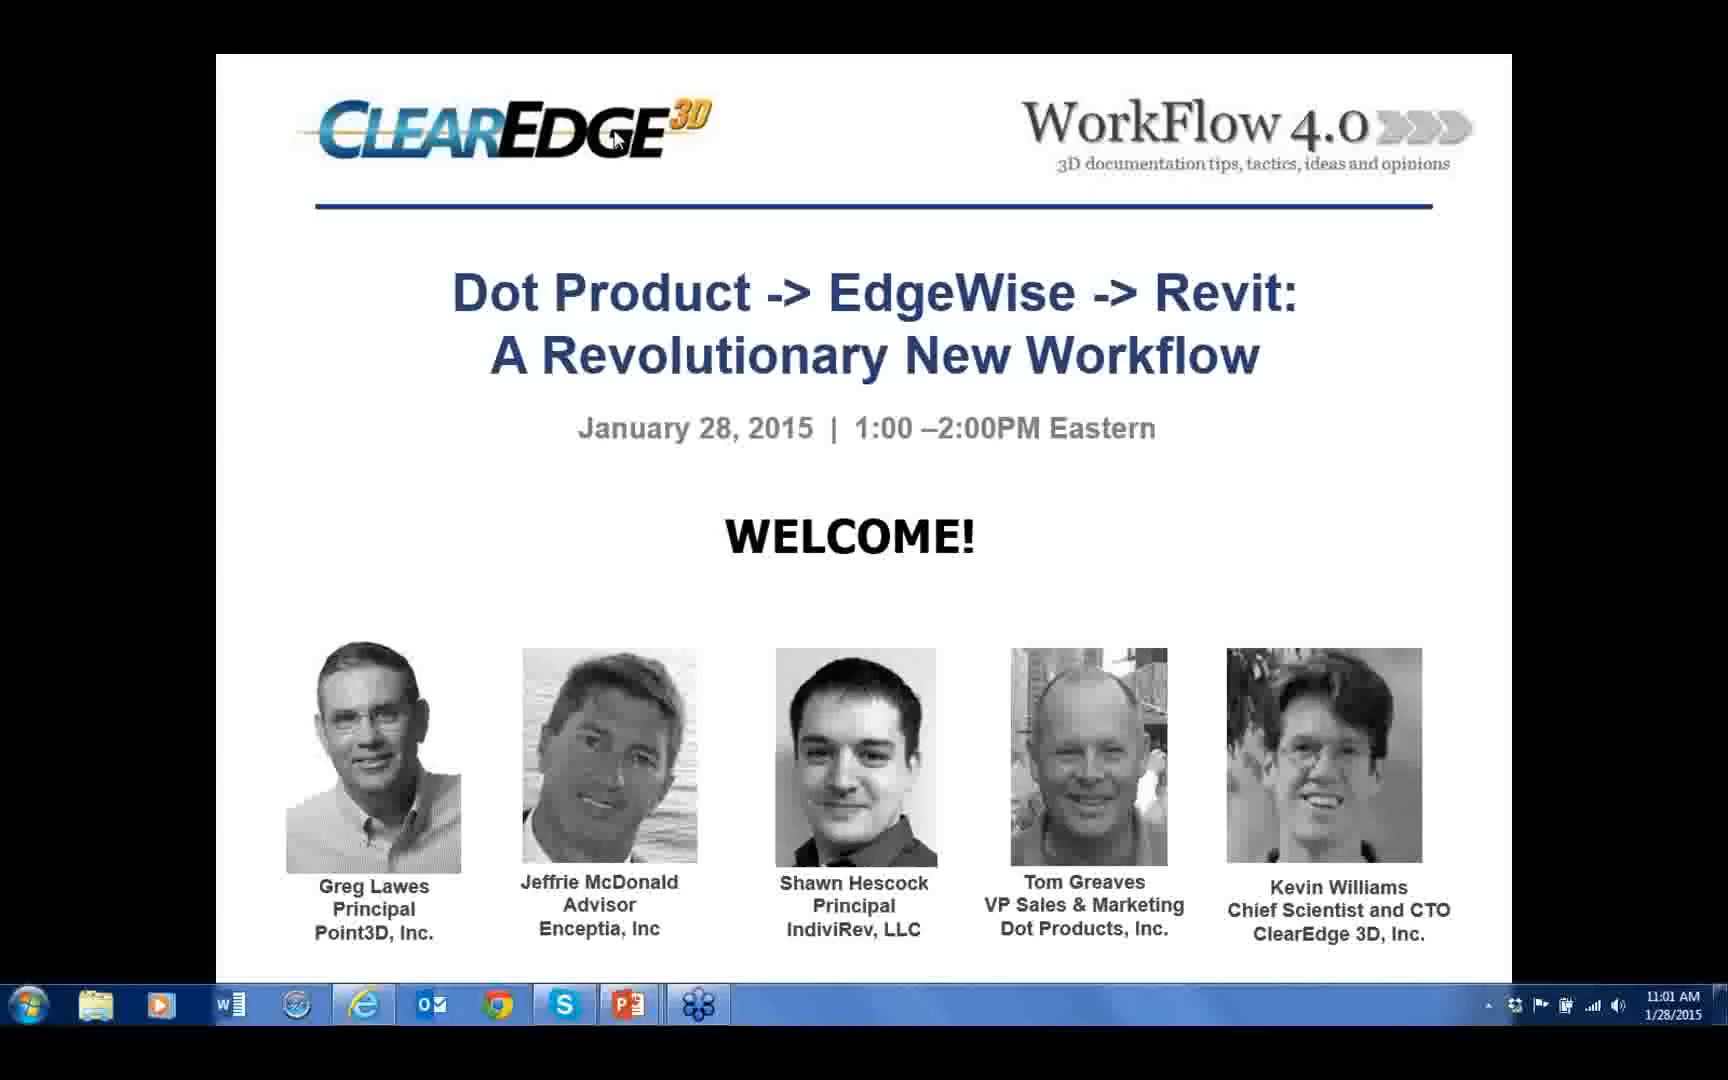 CLEAREDGE3D
WorkFlow 4.0
3D documentation tips, tactics, ideas and opinions
Dot Product -> EdgeWise -> Revit:
A Revolutionary New Workflow
January 28, 2015 | 1:00 –2:00PM Eastern
WELCOME!
Greg Lawes
Principal
Point3D, Inc.
Jeffrie McDonald
Advisor
Enceptia, Inc
Shawn Hescock
Principal
IndiviRev, LLC
Tom Greaves
VP Sales & Marketing
Dot Products, Inc.
Kevin Williams
Chief Scientist and CTO
ClearEdge 3D, Inc.
11:01 AM
1/28/2015